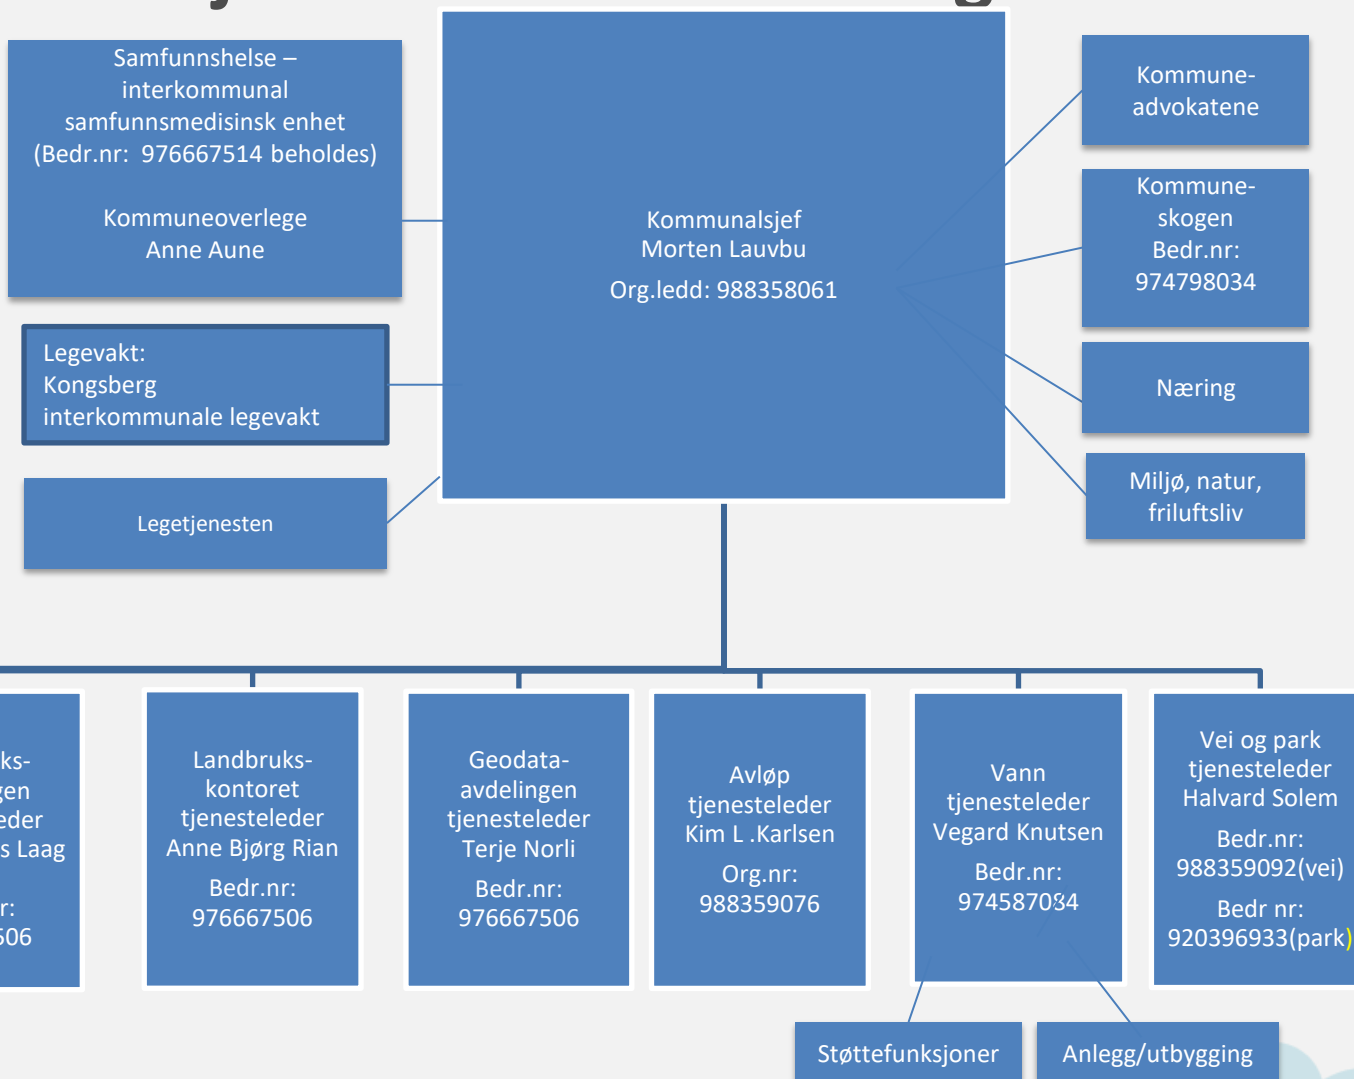 Samfunnshelse –
interkommunal
samfunnsmedisinsk enhet
(Bedr.nr: 976667514 beholdes)
Kommuneoverlege
Anne Aune
Legevakt:
Kongsberg
interkommunale legevakt
Legetjenesten
Kommunalsjef
Morten Lauvbu
Org.ledd: 988358061
Kommune-
advokatene
Kommune-
skogen
Bedr.nr:
974798034
Næring
Miljø, natur,
friluftsliv
Laag
Landbruks-
kontoret
tjenesteleder
Anne Bjørg Rian
Bedr.nr:
976667506
Geodata-
avdelingen
tjenesteleder
Terje Norli
Bedr.nr:
976667506
Avløp
tjenesteleder
Kim L .Karlsen
Org.nr:
988359076
Vann
tjenesteleder
Vegard Knutsen
Bedr.nr:
974587084
Vei og park
tjenesteleder
Halvard Solem
Bedr.nr:
988359092(vei)
Bedr nr:
920396933(park)
Støttefunksjoner
Anlegg/utbygging